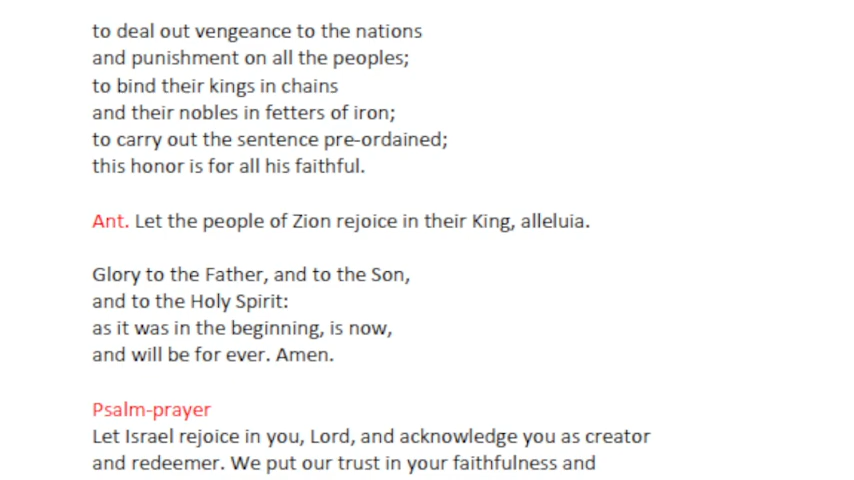 to deal out vengeance to the nations
and punishment on all the peoples;
to bind their kings in chains
and their nobles in fetters of iron;
to carry out the sentence pre-ordained;
this honor is for all his faithful.
Ant. Let the people of Zion rejoice in their King, alleluia.
Glory to the Father, and to the Son,
and to the Holy Spirit:
as it was in the beginning, is now,
and will be for ever. Amen.
Psalm-prayer
Let Israel rejoice in you, Lord, and acknowledge you as creator
and redeemer. We put our trust in your faithfulness and